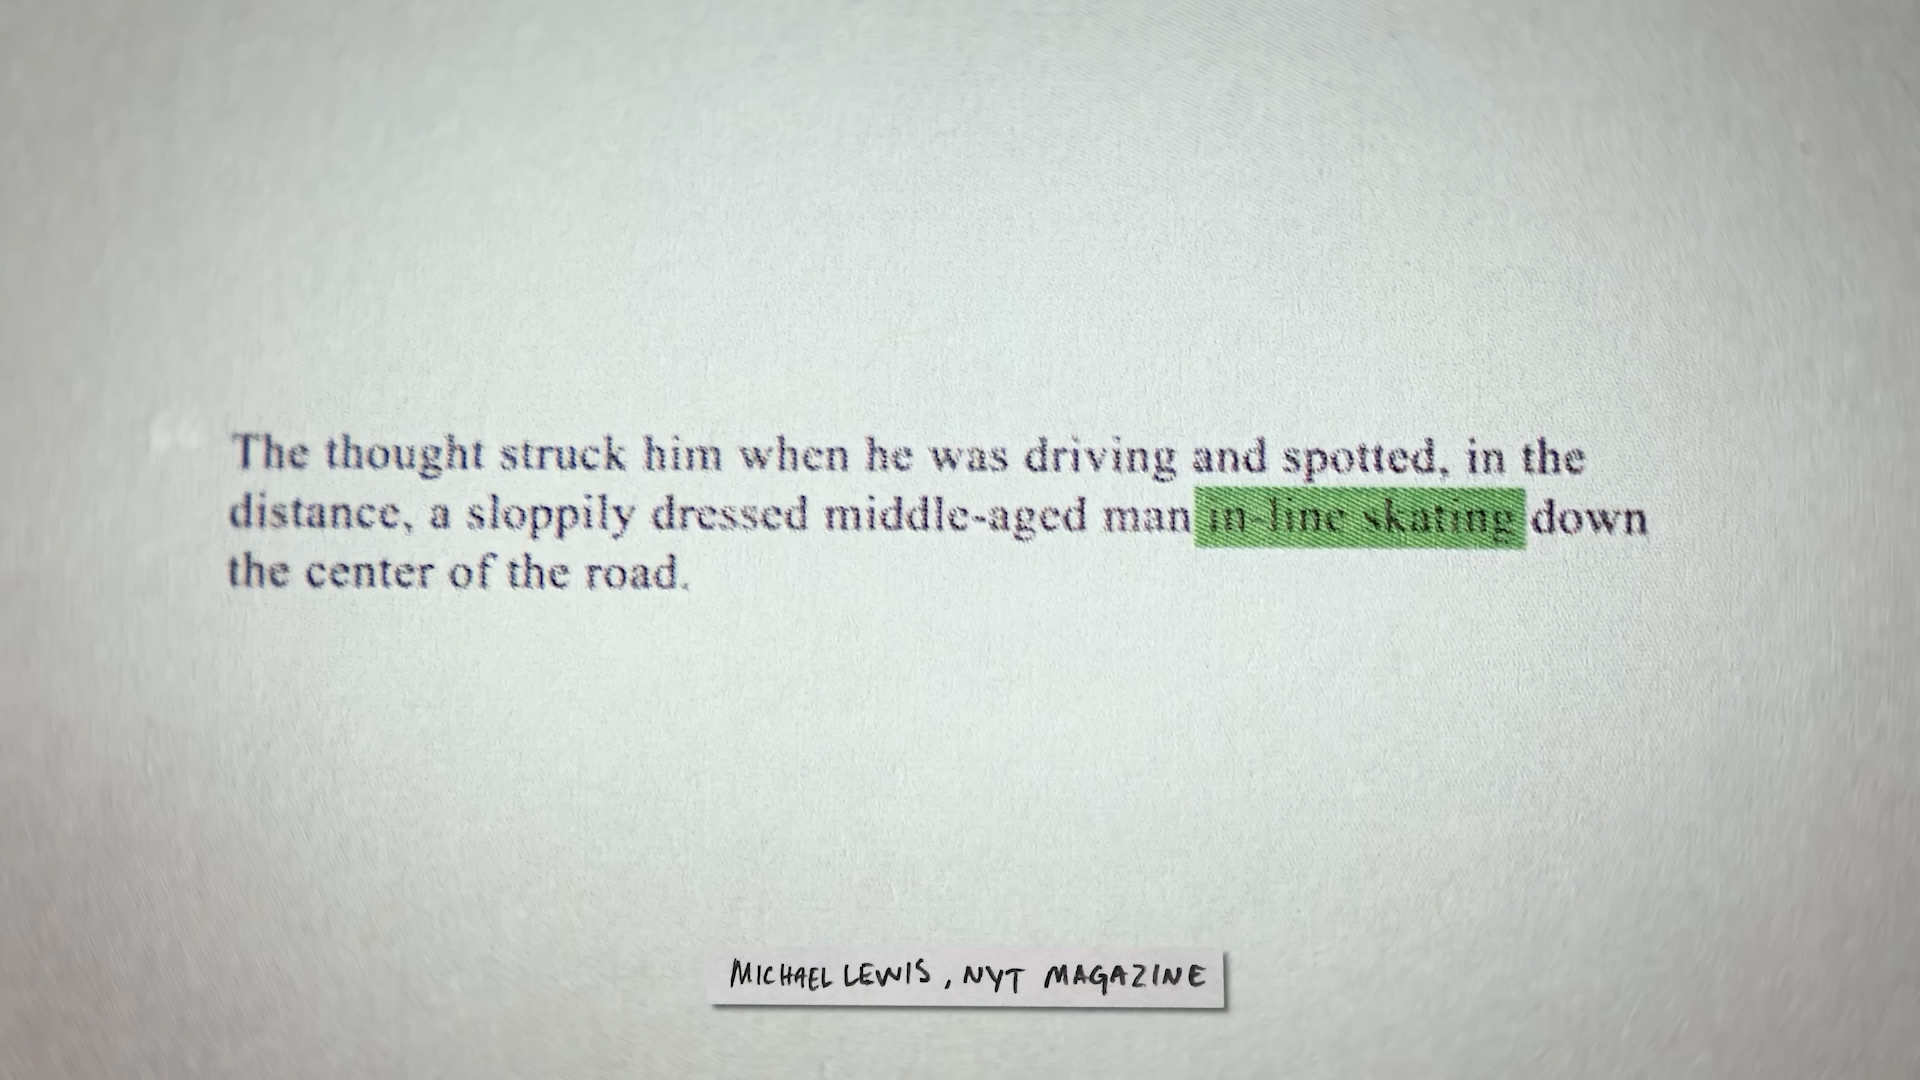 The thought struck him when he was driving and spotted, in the
distance, a sloppily dressed middle-aged man in-line skating down
the center of the road.
MICHAEL LEWIS, NYT MAGAZINE